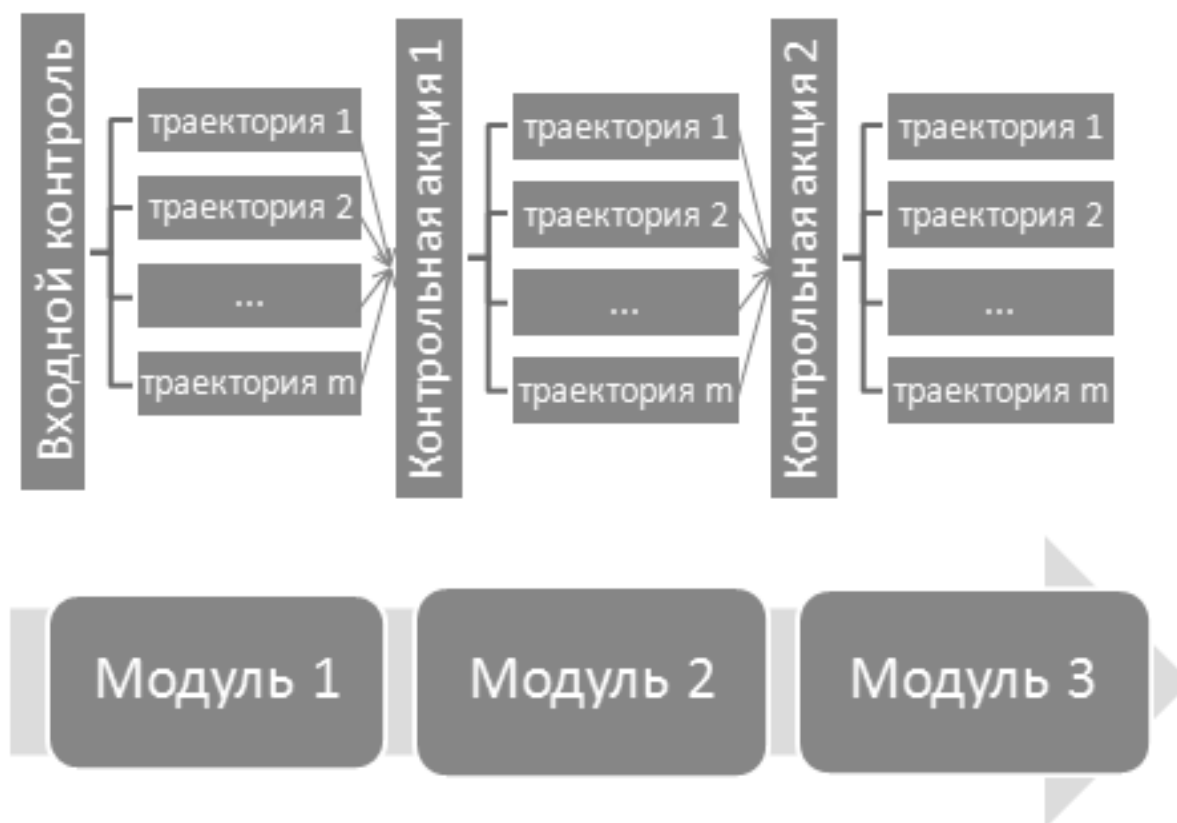 Входной контроль
траектория 1
траектория 2
...
траектория m
Контрольная акция 1
траектория 1
траектория 2
...
траектория m
Контрольная акция 2
траектория 1
траектория 2
...
траектория m
Модуль 1
Модуль 2
Модуль 3